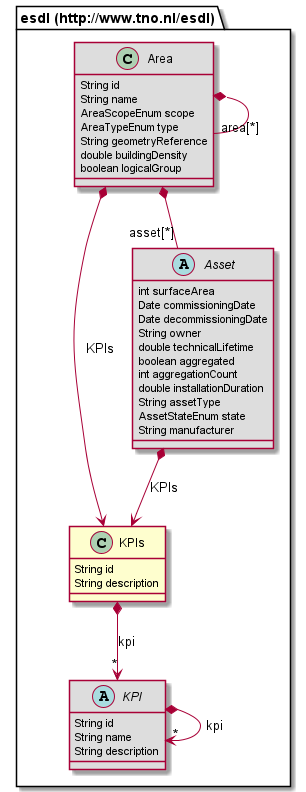 esdl (http://www.tno.nl/esdl)
C Area
String id
String name
AreaScopeEnum scope
AreaTypeEnum type
String geometryReference
double buildingDensity
boolean logicalGroup
area[*]
asset[*]
A Asset
int surfaceArea
Date commissioningDate
Date decommissioningDate
String owner
double technicalLifetime
boolean aggregated
int aggregationCount
double installationDuration
String assetType
AssetStateEnum state
String manufacturer
KPIs
KPIs
C KPIs
String id
String description
kpi
*
A KPI
String id
String name
String description
kpi
*